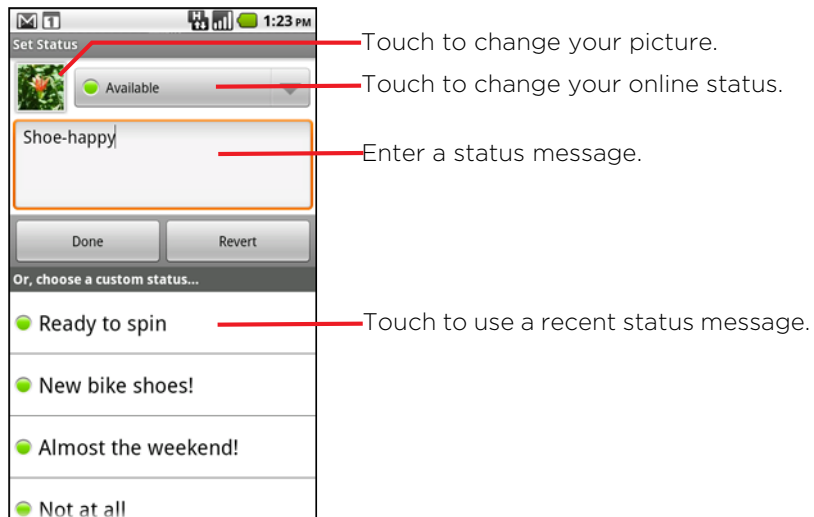 1 H 1:23 PM
Set Status
Touch to change your picture.
Available
Touch to change your online status.
Shoe-happy
Enter a status message.
Done Revert
Or, choose a custom status...
Ready to spin
Touch to use a recent status message.
New bike shoes!
Almost the weekend!
Not at all